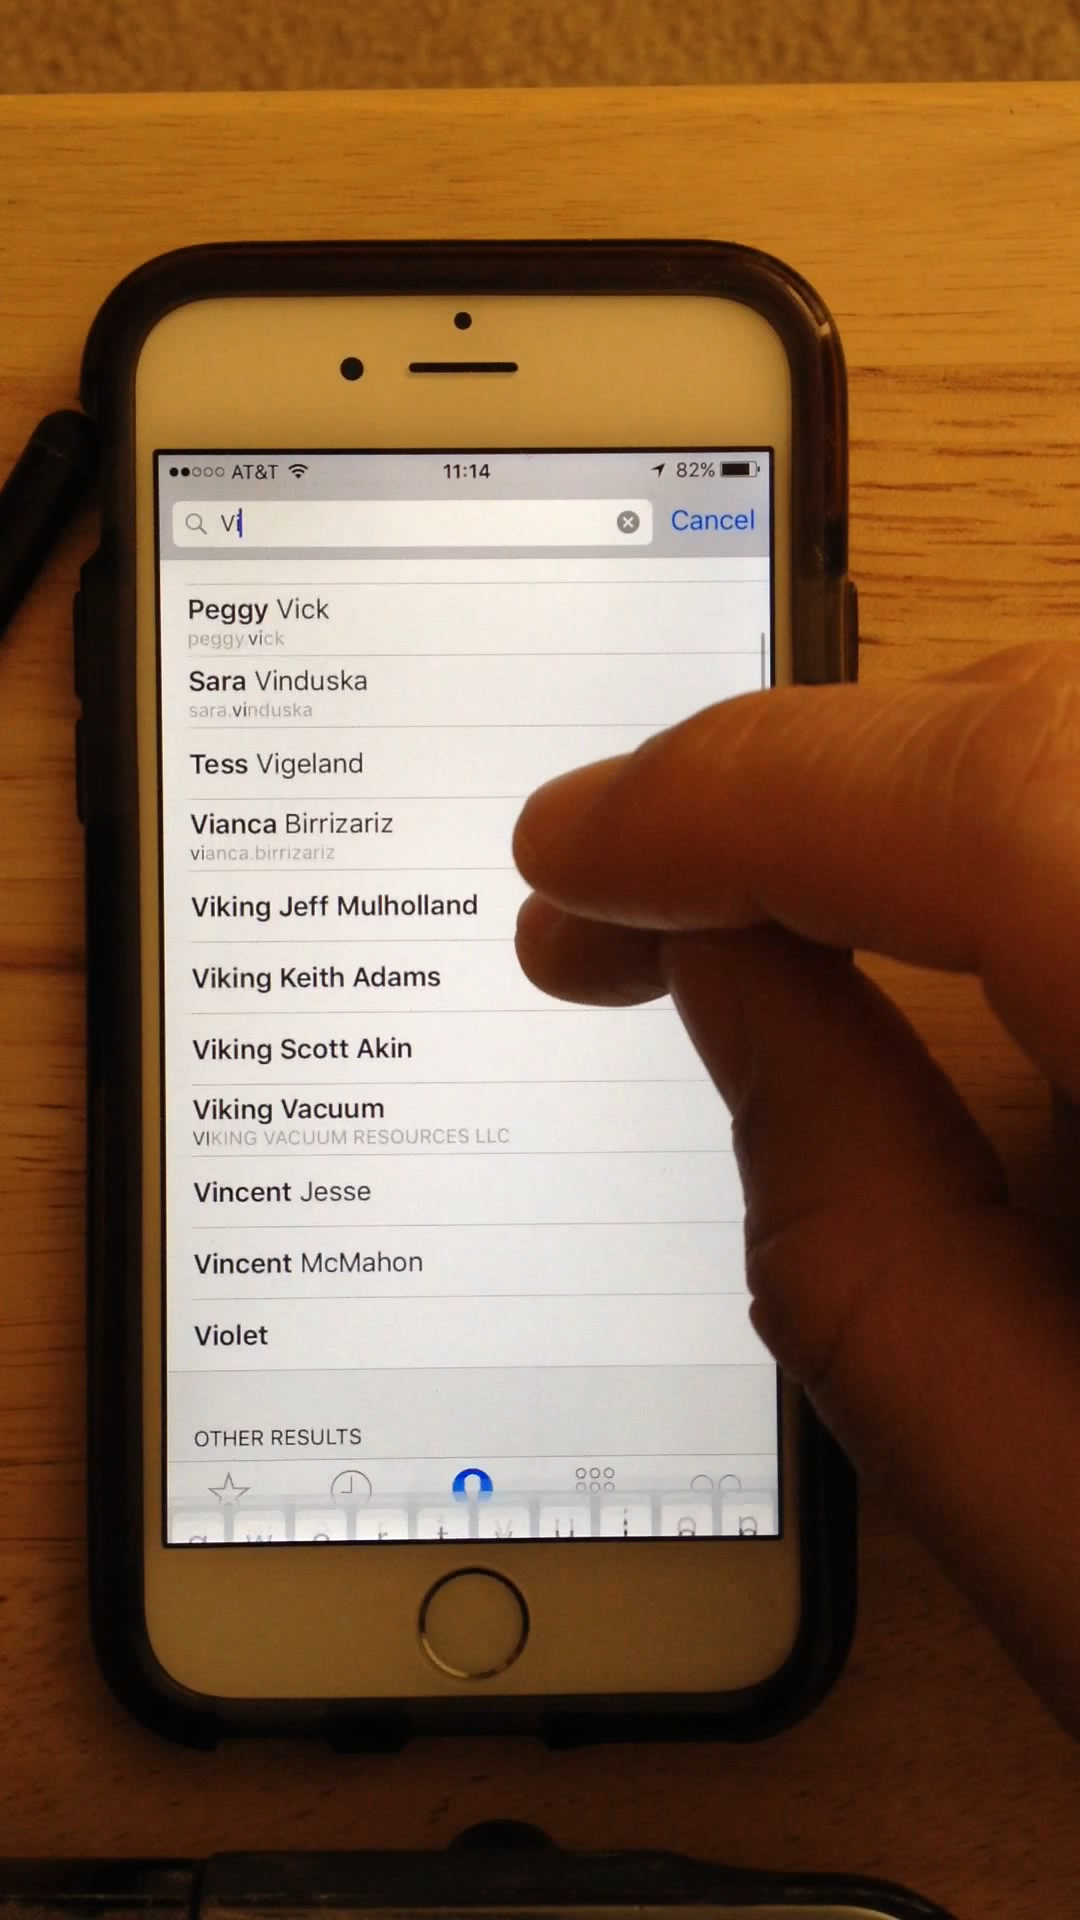 AT&T 11:14 82%
Vi Cancel
Peggy Vick
peggy.vick
Sara Vinduska
sara.vinduska
Tess Vigeland
Vianca Birrizariz
vianca.birrizariz
Viking Jeff Mulholland
Viking Keith Adams
Viking Scott Akin
Viking Vacuum
VIKING VACUUM RESOURCES LLC
Vincent Jesse
Vincent McMahon
Violet
OTHER RESULTS
q w e r t y u i o p